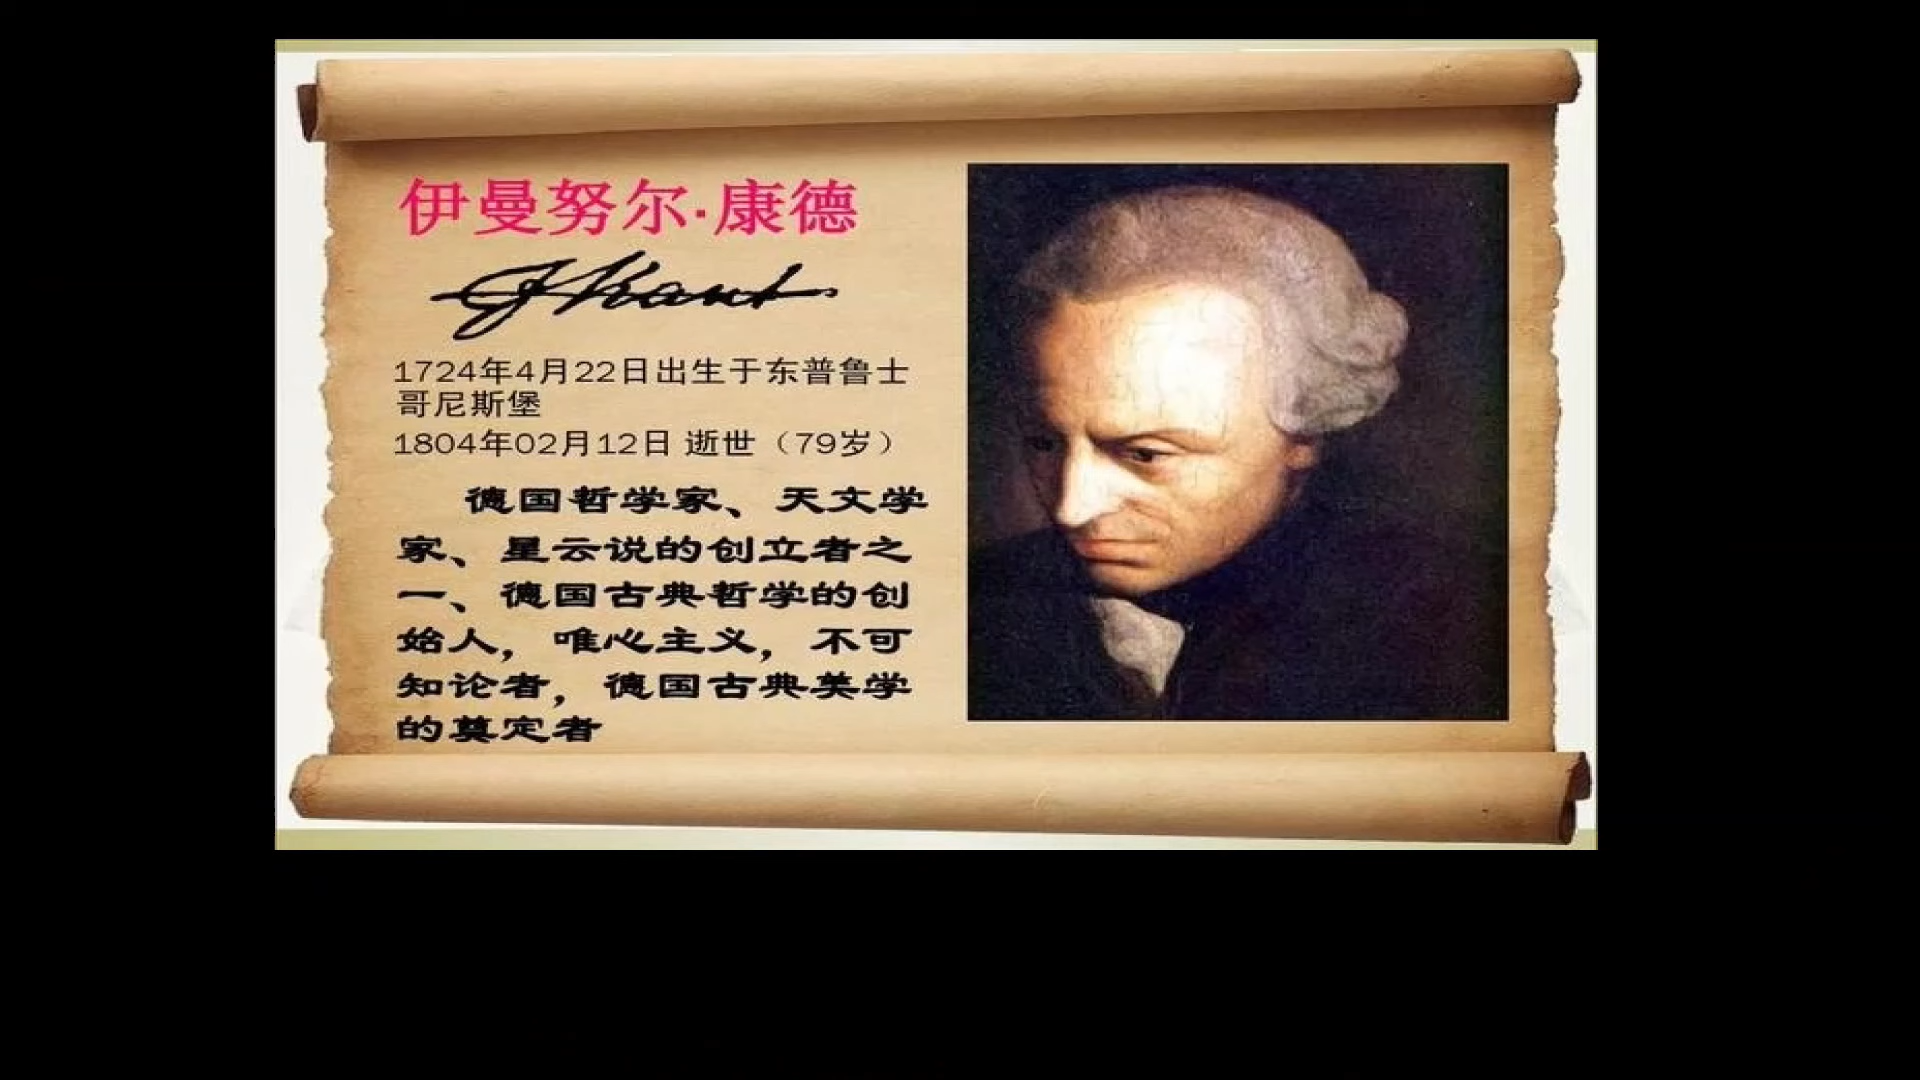 伊曼努尔·康德
I Kant
1724年4月22日出生于东普鲁士
哥尼斯堡
1804年02月12日 逝世（79岁）
德国哲学家、天文学
家、星云说的创立者之
一、德国古典哲学的创
始人，唯心主义，不可
知论者，德国古典美学
的奠定者